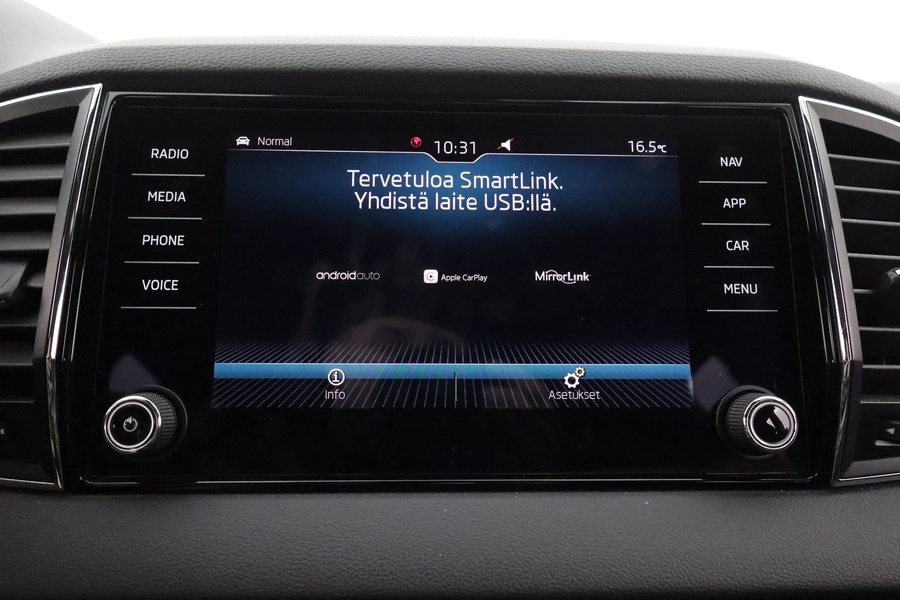 Normal
10:31
16.5°C
RADIO
MEDIA
PHONE
VOICE
Tervetuloa SmartLink.
Yhdistä laite USB:llä.
androidauto
Apple CarPlay
MirrorLink
Info
Asetukset
NAV
APP
CAR
MENU